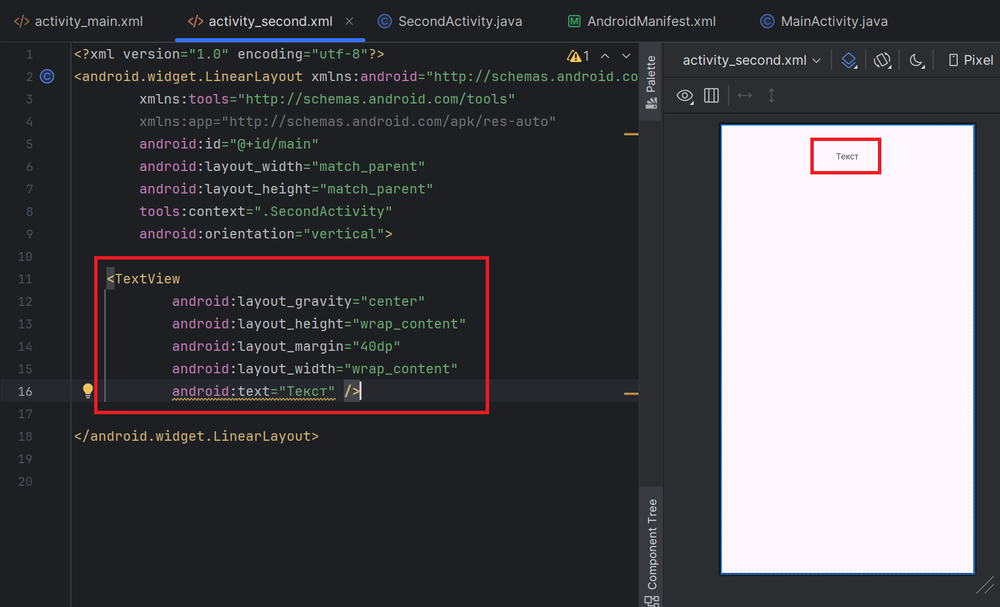 activity_main.xml
activity_second.xml
SecondActivity.java
AndroidManifest.xml
MainActivity.java
1 <?xml version="1.0" encoding="utf-8"?>
2 <android.widget.LinearLayout xmlns:android="http://schemas.android.co
3 xmlns:tools="http://schemas.android.com/tools"
4 xmlns:app="http://schemas.android.com/apk/res-auto"
5 android:id="@+id/main"
6 android:layout_width="match_parent"
7 android:layout_height="match_parent"
8 tools:context=".SecondActivity"
9 android:orientation="vertical">
10
11 <TextView
12 android:layout_gravity="center"
13 android:layout_height="wrap_content"
14 android:layout_margin="40dp"
15 android:layout_width="wrap_content"
16 android:text="Текст" />
17
18 </android.widget.LinearLayout>
19
20
1
Palette
Component Tree
activity_second.xml
Pixel
Текст